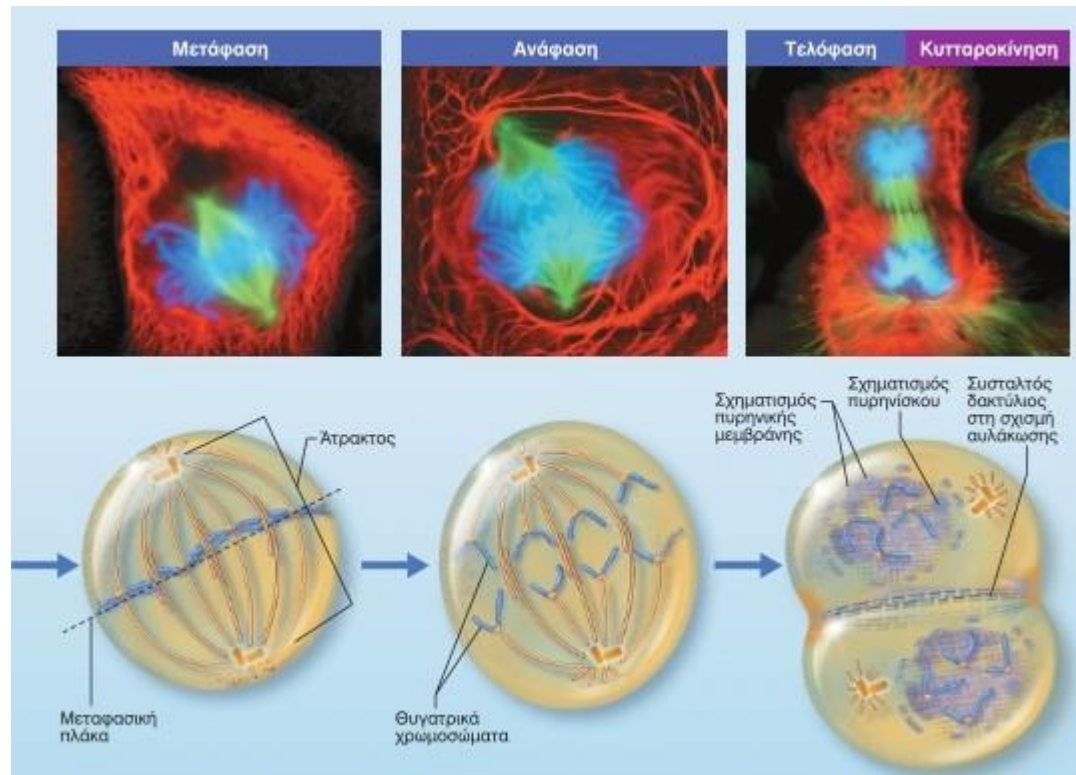 Μετάφαση
Ανάφαση
Τελόφαση
Κυτταροκίνηση
Άτρακτος
Μεταφασική
πλάκα
Θυγατρικά
χρωμοσώματα
Σχηματισμός
πυρηνικής
μεμβράνης
Σχηματισμός
πυρηνίσκου
Συσταλτός
δακτύλιος
στη σχισμή
αυλάκωσης